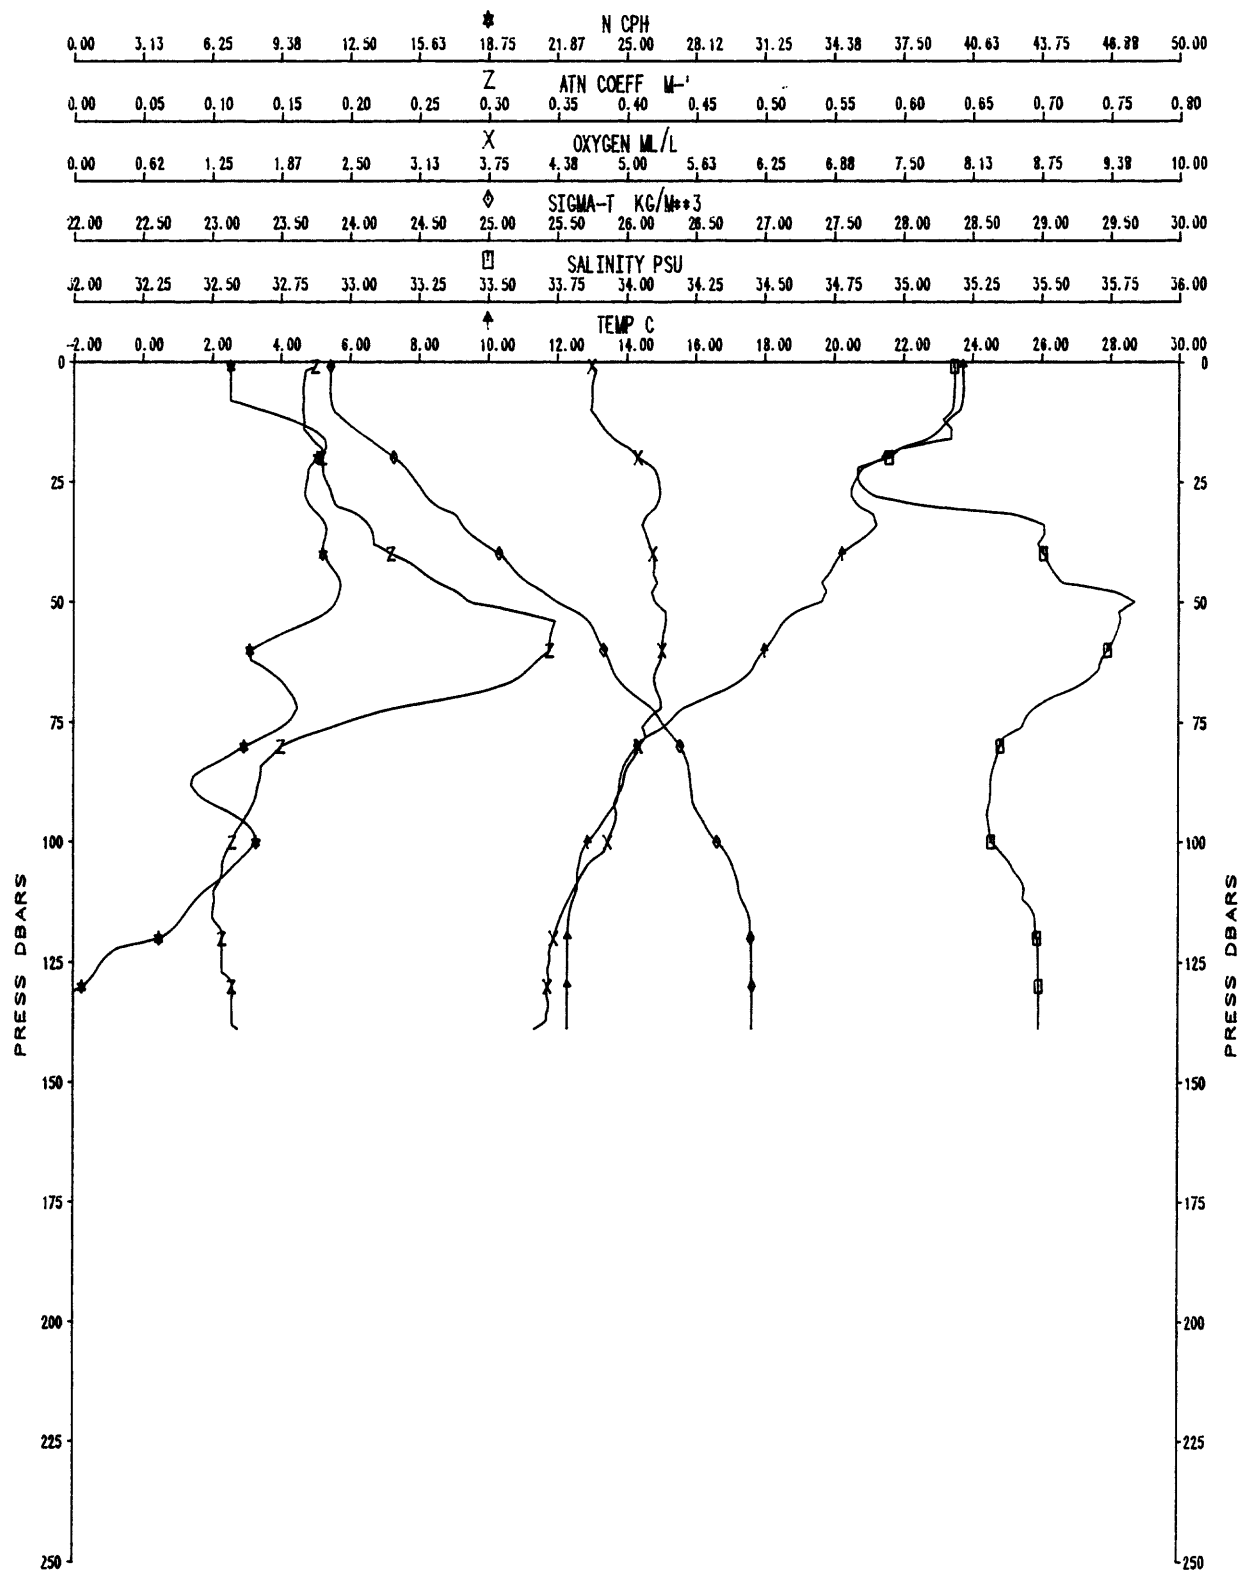 N CPH
0.00 3.13 6.25 9.38 12.50 15.63 18.75 21.87 25.00 28.12 31.25 34.38 37.50 40.63 43.75 46.88 50.00
Z ATN COEFF M-'
0.00 0.05 0.10 0.15 0.20 0.25 0.30 0.35 0.40 0.45 0.50 0.55 0.60 0.65 0.70 0.75 0.80
X OXYGEN ML/L
0.00 0.62 1.25 1.87 2.50 3.13 3.75 4.38 5.00 5.63 6.25 6.88 7.50 8.13 8.75 9.38 10.00
SIGMA-T KG/M**3
22.00 22.50 23.00 23.50 24.00 24.50 25.00 25.50 26.00 26.50 27.00 27.50 28.00 28.50 29.00 29.50 30.00
SALINITY PSU
32.00 32.25 32.50 32.75 33.00 33.25 33.50 33.75 34.00 34.25 34.50 34.75 35.00 35.25 35.50 35.75 36.00
TEMP C
-2.00 0.00 2.00 4.00 6.00 8.00 10.00 12.00 14.00 16.00 18.00 20.00 22.00 24.00 26.00 28.00 30.00
0 0
25 25
50 50
75 75
100 100
125 125
150 150
175 175
200 200
225 225
250 250
PRESS DBARS
PRESS DBARS